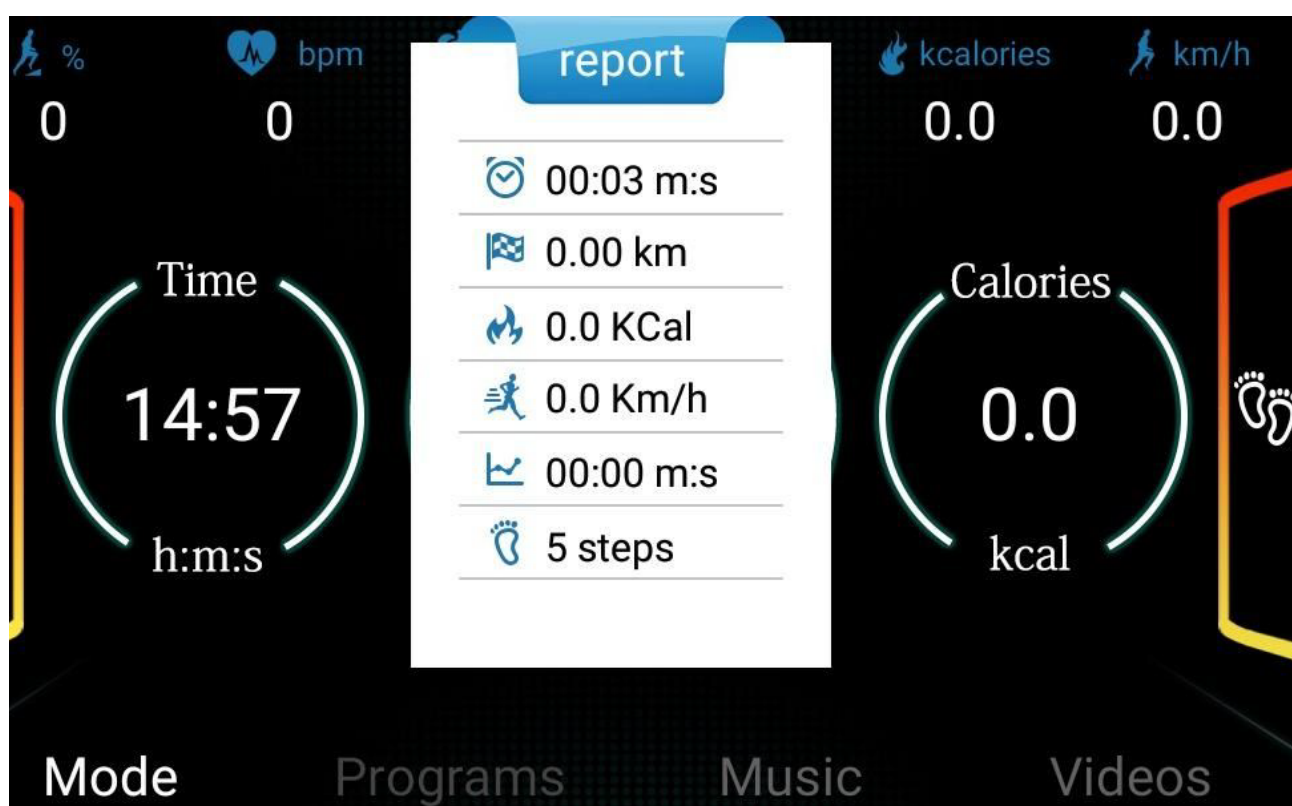 % bpm kcalories km/h
0 0 0.0 0.0
report
00:03 m:s
0.00 km
0.0 KCal
0.0 Km/h
00:00 m:s
5 steps
Time
14:57
h:m:s
Calories
0.0
kcal
Mode Programs Music Videos